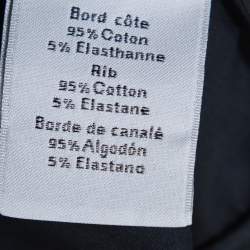 Bord côte
95% Coton
5% Elasthanne
Rib
95% Cotton
5% Elastane
Borde de canalé
95% Algodón
5% Elastano